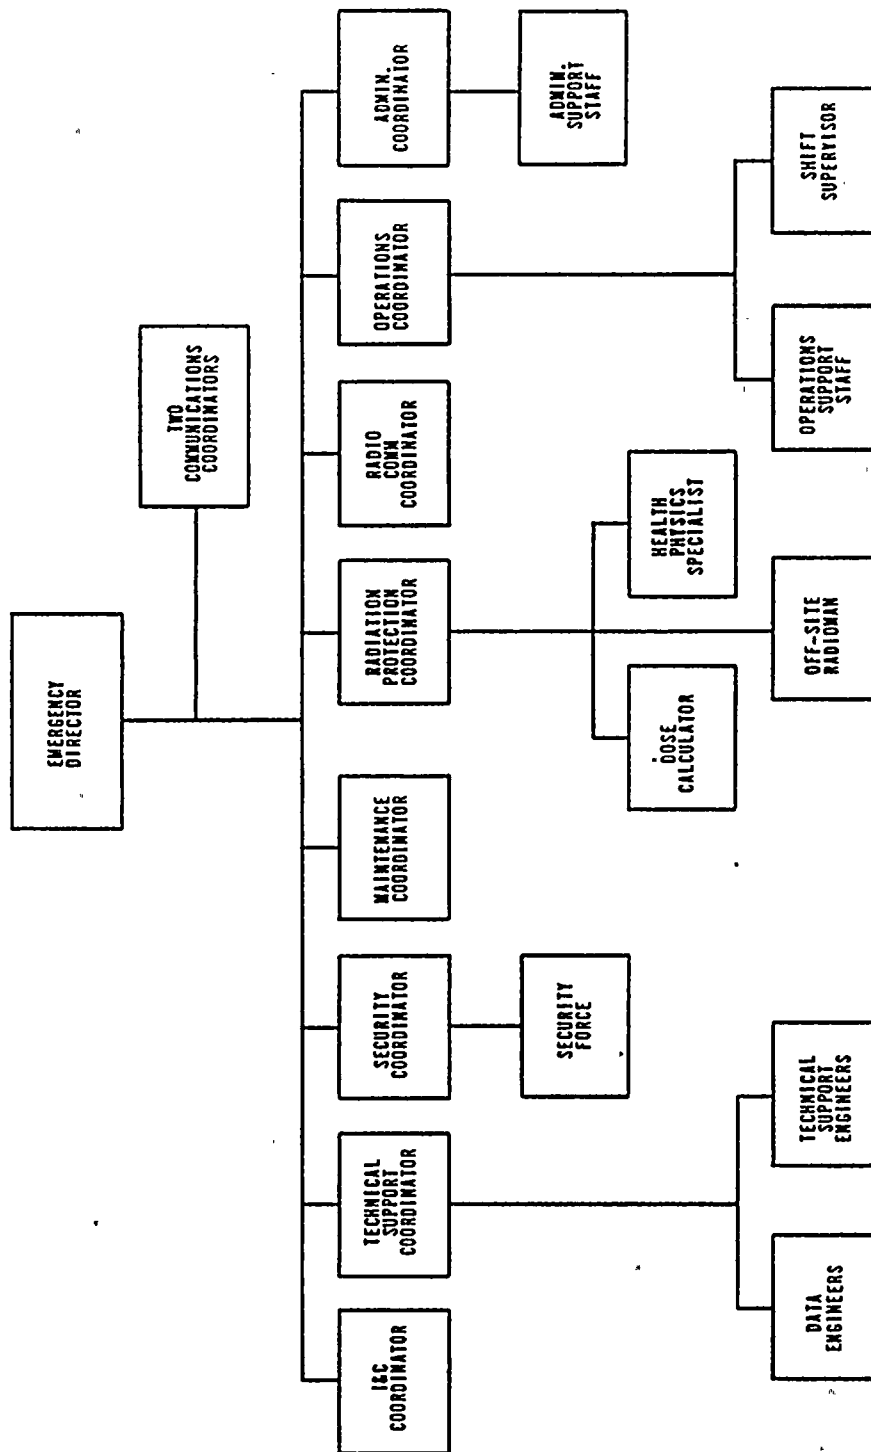 EMERGENCY
DIRECTOR
TWO
COMMUNICATIONS
COORDINATORS
I&C
COORDINATOR
TECHNICAL
SUPPORT
COORDINATOR
SECURITY
COORDINATOR
MAINTENANCE
COORDINATOR
RADIATION
PROTECTION
COORDINATOR
RADIO
COMM
COORDINATOR
OPERATIONS
COORDINATOR
ADMIN.
COORDINATOR
SECURITY
FORCE
ADMIN.
SUPPORT
STAFF
DOSE
CALCULATOR
HEALTH
PHYSICS
SPECIALIST
DATA
ENGINEERS
TECHNICAL
SUPPORT
ENGINEERS
OFF-SITE
RADIOMAN
OPERATIONS
SUPPORT
STAFF
SHIFT
SUPERVISOR